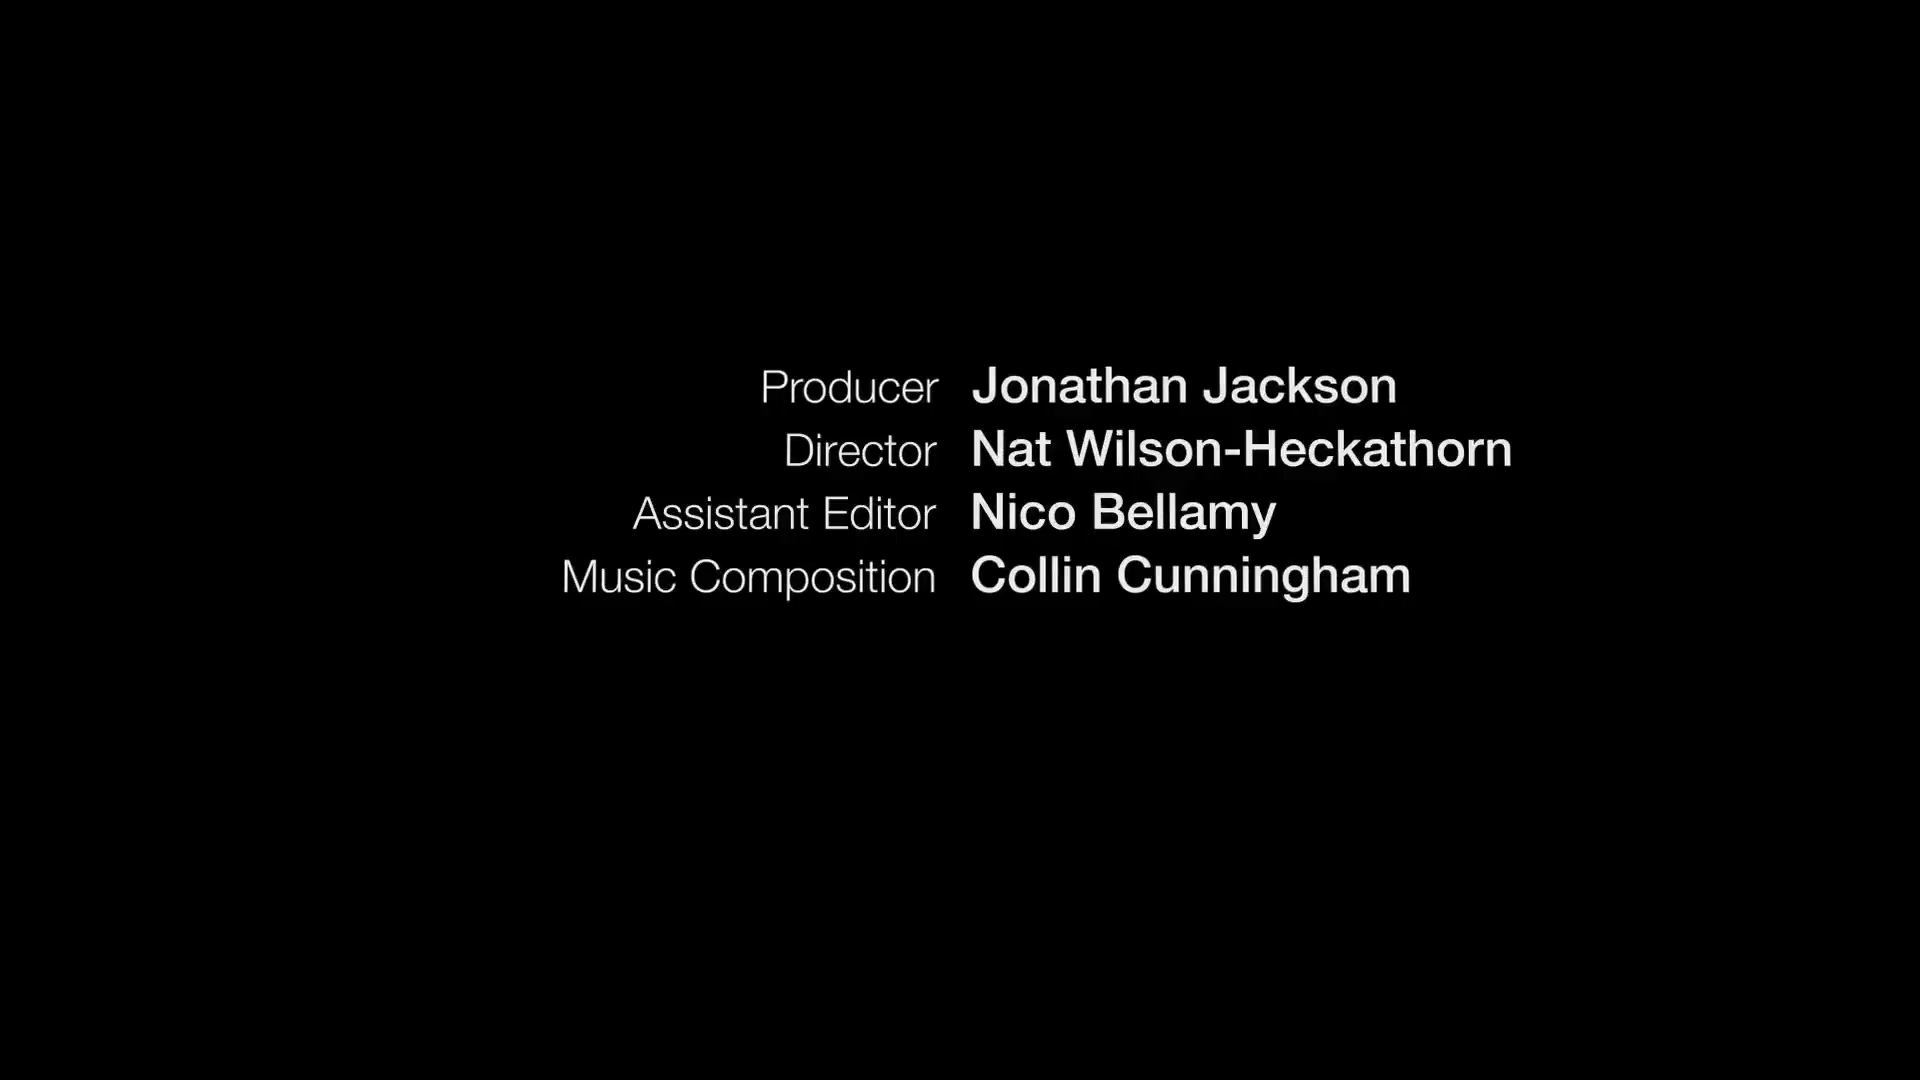 Producer Jonathan Jackson
Director Nat Wilson-Heckathorn
Assistant Editor Nico Bellamy
Music Composition Collin Cunningham